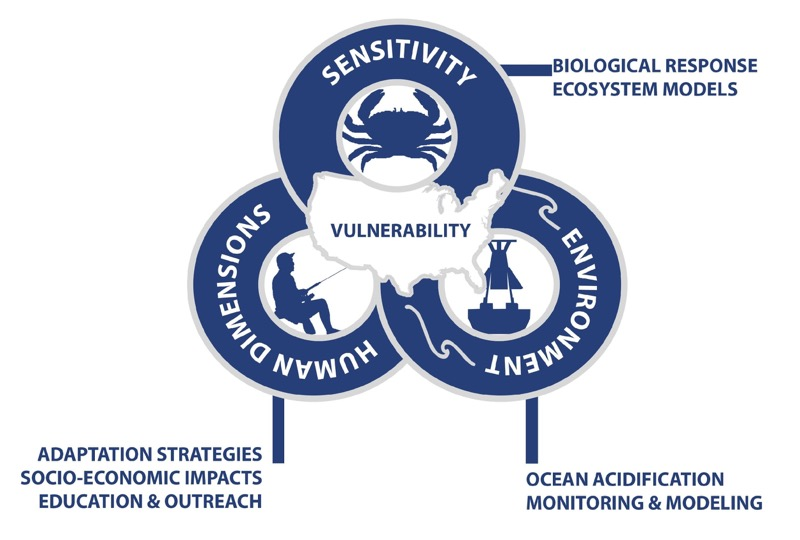 SENSITIVITY
BIOLOGICAL RESPONSE
ECOSYSTEM MODELS
VULNERABILITY
HUMAN DIMENSIONS
ENVIRONMENT
ADAPTATION STRATEGIES
SOCIO-ECONOMIC IMPACTS
EDUCATION & OUTREACH
OCEAN ACIDIFICATION
MONITORING & MODELING